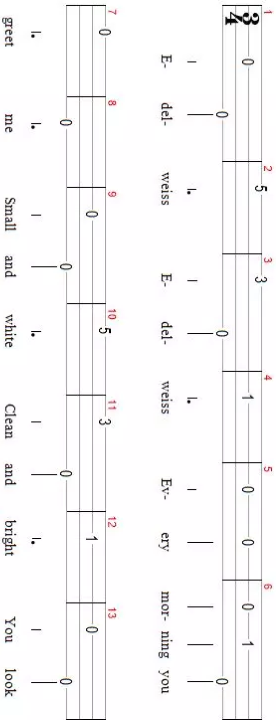 1 2 3 4 5 6
3 0 0 5 3 0 1 0 0 0 1 0
4
E- del- weiss E- del- weiss Ev- ery mor- ning you
7 8 9 10 11 12 13
0 0 0 0 5 3 0 1 0 0
greet me Small and white Clean and bright You look